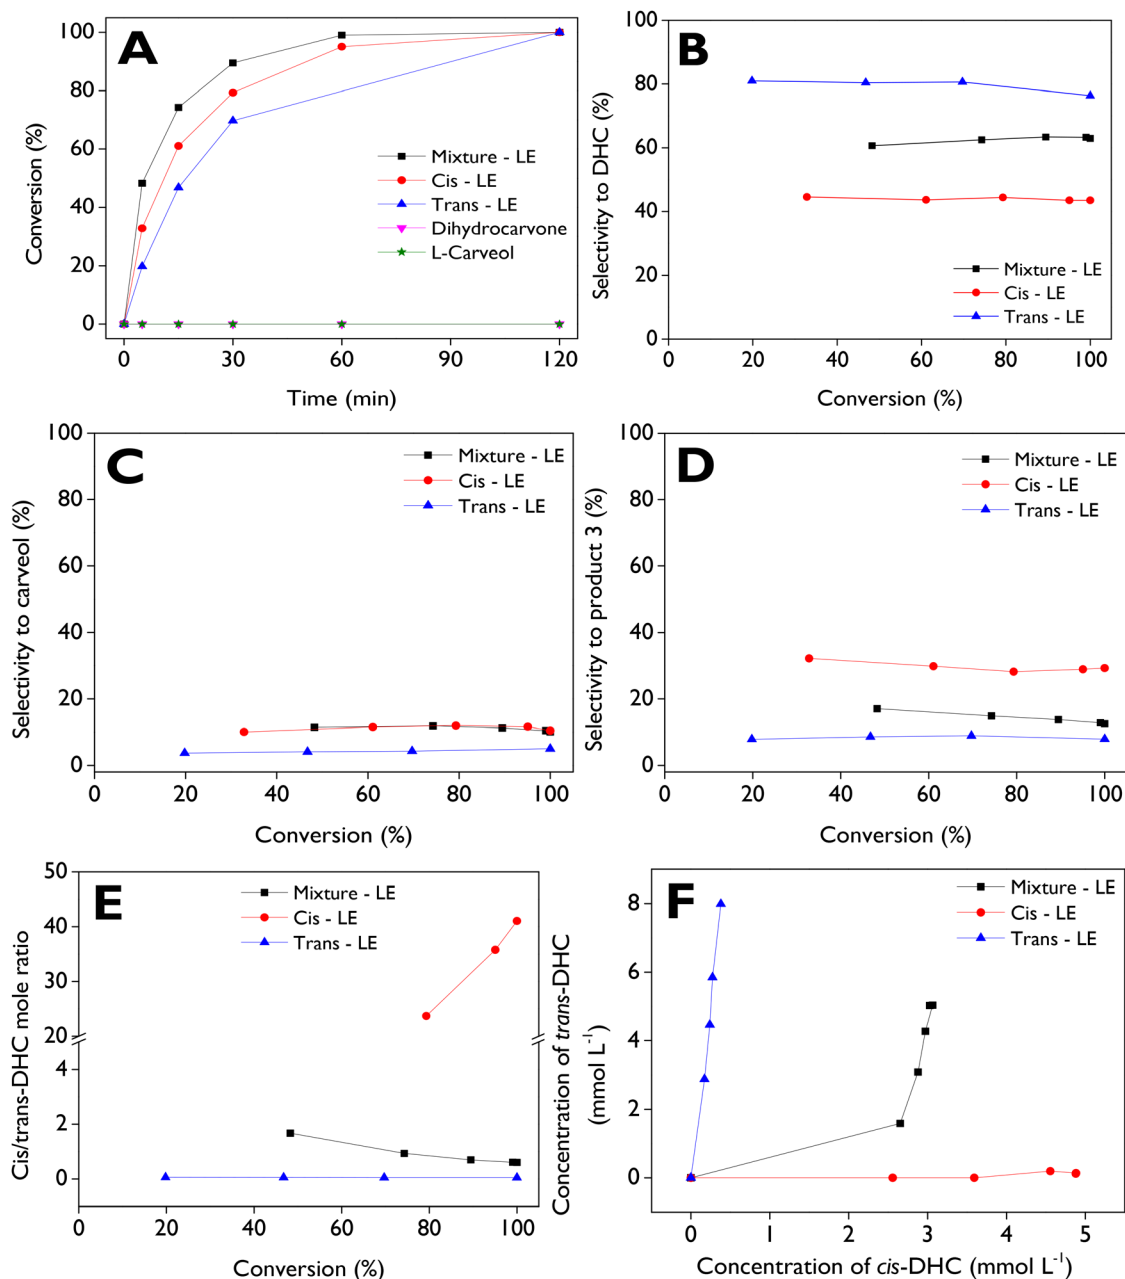 A
Conversion (%)
100
80
60
40
20
0
Mixture - LE
Cis - LE
Trans - LE
Dihydrocarvone
L-Carveol
0 30 60 90 120
Time (min)
B
Selectivity to DHC (%)
100
80
60
40
20
0
Mixture - LE
Cis - LE
Trans - LE
0 20 40 60 80 100
Conversion (%)
C
Selectivity to carveol (%)
100
80
60
40
20
0
Mixture - LE
Cis - LE
Trans - LE
0 20 40 60 80 100
Conversion (%)
D
Selectivity to product 3 (%)
100
80
60
40
20
0
Mixture - LE
Cis - LE
Trans - LE
0 20 40 60 80 100
Conversion (%)
E
Cis/trans-DHC mole ratio
50
40
30
20
4
2
0
Mixture - LE
Cis - LE
Trans - LE
0 20 40 60 80 100
Conversion (%)
F
Concentration of trans-DHC
(mmol L⁻¹)
8
6
4
2
0
Mixture - LE
Cis - LE
Trans - LE
0 1 2 3 4 5
Concentration of cis-DHC (mmol L⁻¹)